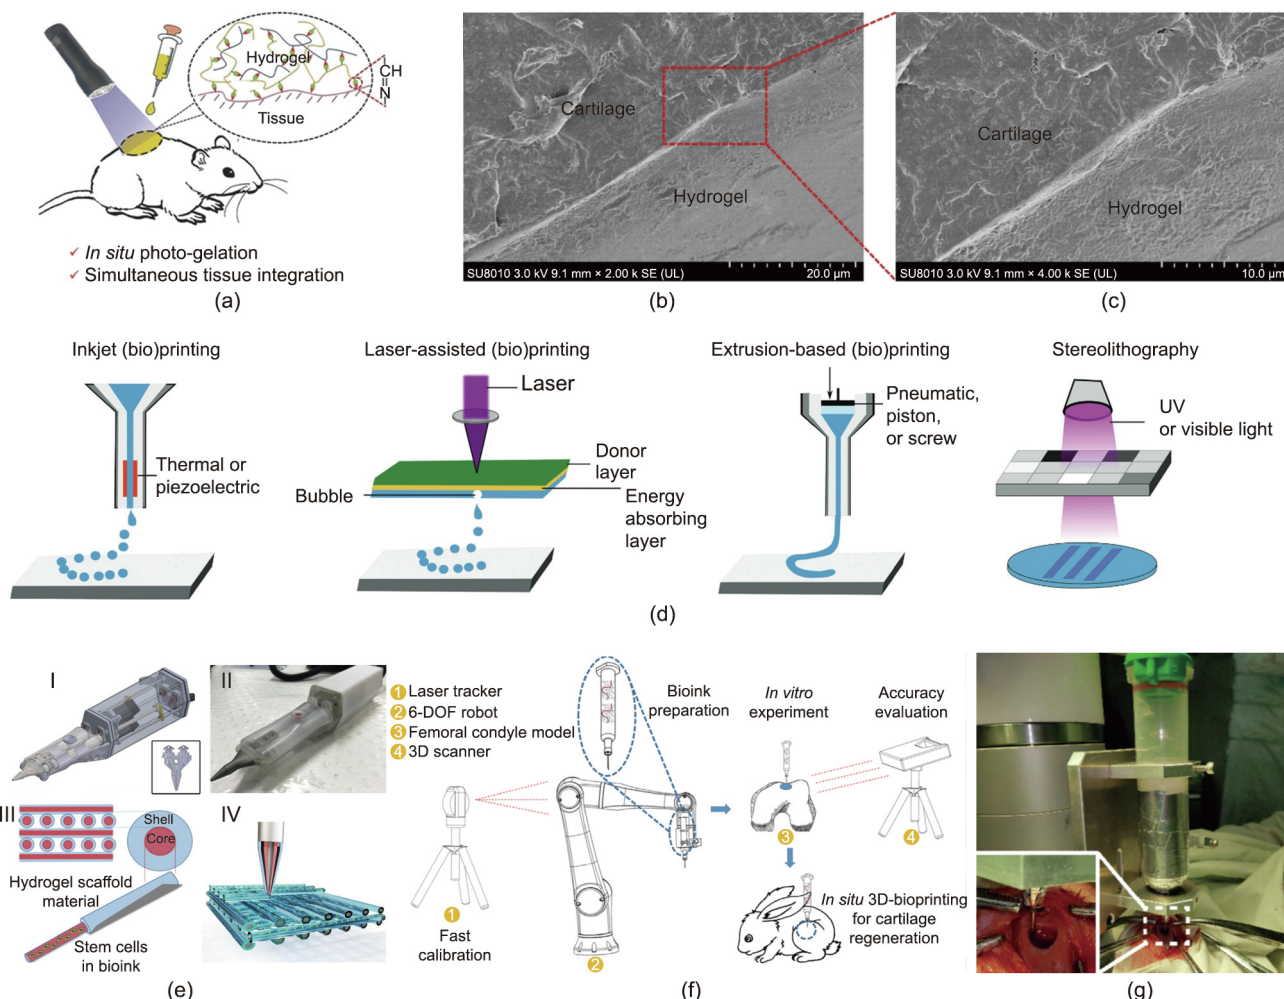 Hydrogel
CH
N
Tissue
✓ In situ photo-gelation
✓ Simultaneous tissue integration
(a)
Cartilage
Hydrogel
SU8010 3.0 kV 9.1 mm × 2.00 k SE (UL)
20.0 μm
(b)
Cartilage
Hydrogel
SU8010 3.0 kV 9.1 mm × 4.00 k SE (UL)
10.0 μm
(c)
Inkjet (bio)printing
Thermal or
piezoelectric
Laser-assisted (bio)printing
Laser
Donor
layer
Bubble
Energy
absorbing
layer
Extrusion-based (bio)printing
Pneumatic,
piston,
or screw
Stereolithography
UV
or visible light
(d)
I
II
III
Shell
Core
Hydrogel scaffold
material
Stem cells
in bioink
IV
(e)
1 Laser tracker
2 6-DOF robot
3 Femoral condyle model
4 3D scanner
Bioink
preparation
In vitro
experiment
Accuracy
evaluation
1
Fast
calibration
2
3
4
In situ 3D-bioprinting
for cartilage
regeneration
(f)
(g)